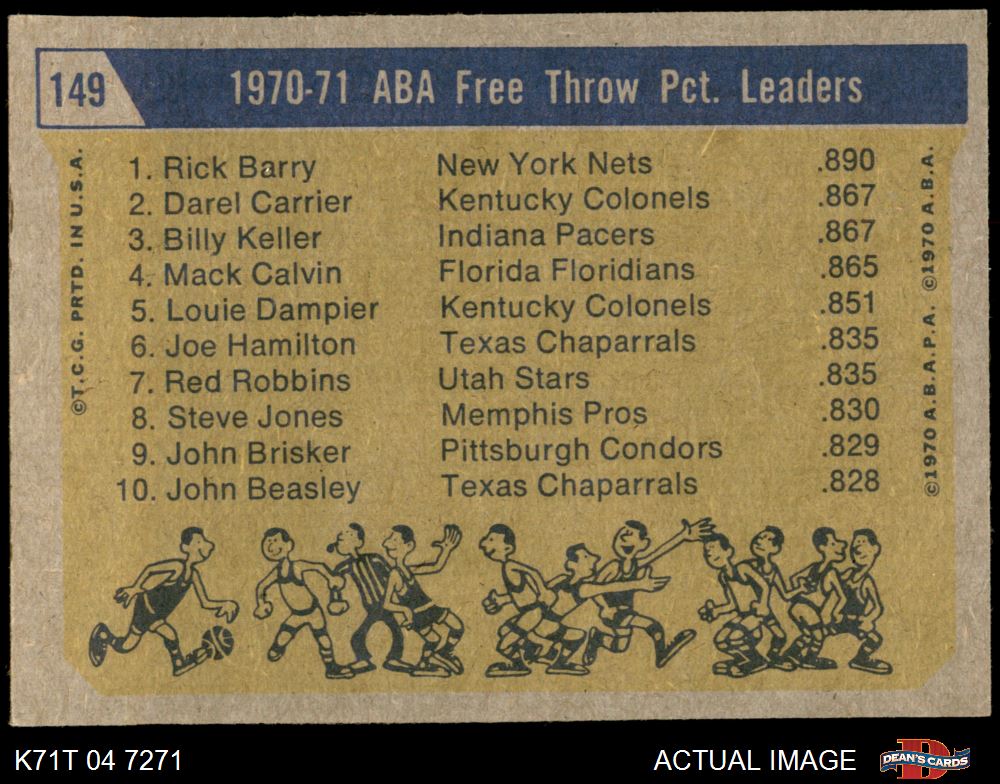 149
1970-71 ABA Free Throw Pct. Leaders
1. Rick Barry New York Nets .890
2. Darel Carrier Kentucky Colonels .867
3. Billy Keller Indiana Pacers .867
4. Mack Calvin Florida Floridians .865
5. Louie Dampier Kentucky Colonels .851
6. Joe Hamilton Texas Chaparrals .835
7. Red Robbins Utah Stars .835
8. Steve Jones Memphis Pros .830
9. John Brisker Pittsburgh Condors .829
10. John Beasley Texas Chaparrals .828
©T.C.G. PRTD. IN U.S.A.
©1970 A.B.A.P.A. ©1970 A.B.A.
K71T 04 7271
ACTUAL IMAGE
D
DEAN'S CARDS